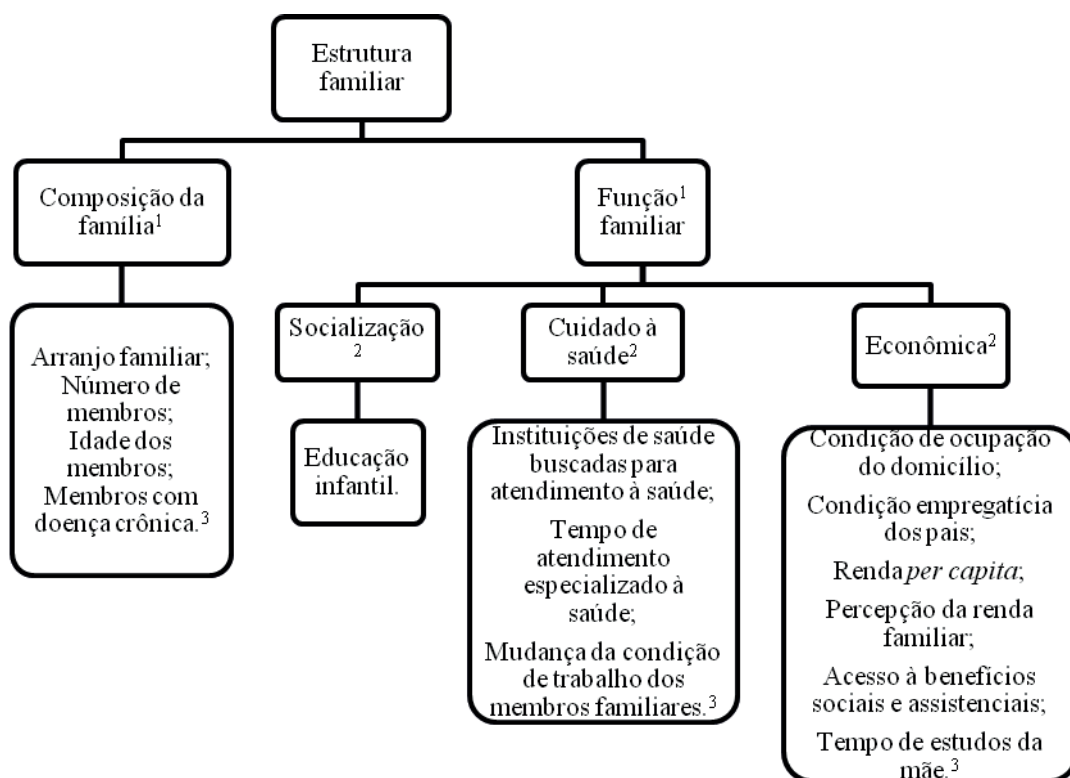 Estrutura
familiar
Composição da
família¹
Função¹
familiar
Arranjo familiar;
Número de
membros;
Idade dos
membros;
Membros com
doença crônica.³
Socialização
²
Educação
infantil.
Cuidado à
saúde²
Instituições de saúde
buscadas para
atendimento à saúde;
Tempo de
atendimento
especializado à
saúde;
Mudança da condição
de trabalho dos
membros familiares.³
Econômica²
Condição de ocupação
do domicílio;
Condição empregatícia
dos pais;
Renda per capita;
Percepção da renda
familiar;
Acesso à benefícios
sociais e assistenciais;
Tempo de estudos da
mãe.³